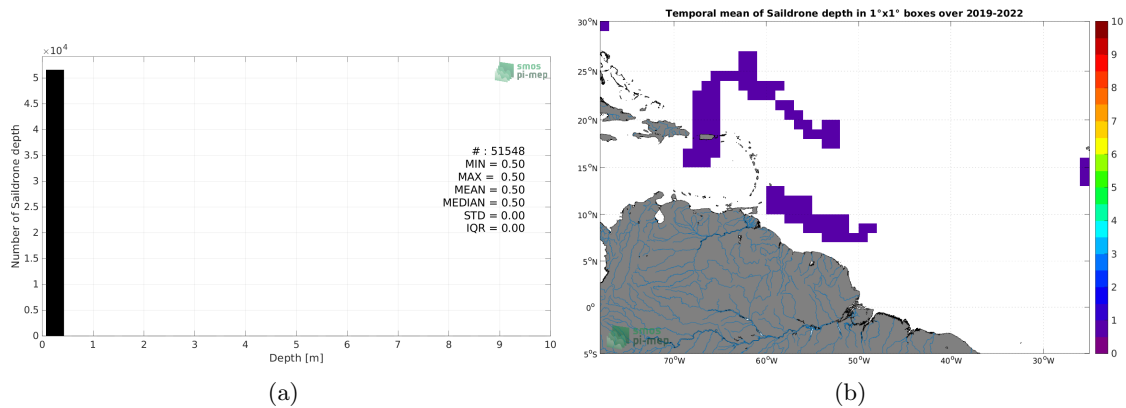 ×10⁴
5
4.5
4
3.5
3
2.5
2
1.5
1
0.5
0
Number of Saildrone depth
smos
pi-mep
# : 51548
MIN = 0.50
MAX = 0.50
MEAN = 0.50
MEDIAN = 0.50
STD = 0.00
IQR = 0.00
0 1 2 3 4 5 6 7 8 9 10
Depth [m]
(a)
Temporal mean of Saildrone depth in 1°x1° boxes over 2019-2022
30°N
25°N
20°N
15°N
10°N
5°N
0°
5°S
70°W 60°W 50°W 40°W 30°W
smos
pi-mep
10
9
8
7
6
5
4
3
2
1
0
(b)